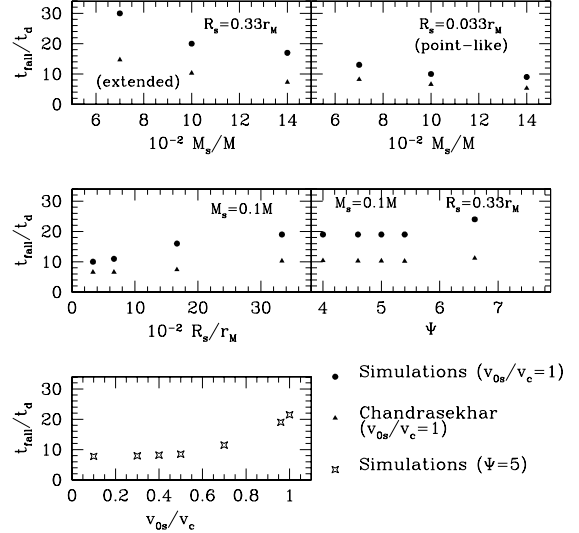 30
20
10
0
t_fall/t_d
R_s=0.33r_M
(extended)
R_s=0.033r_M
(point-like)
6 8 10 12 14
6 8 10 12 14
10^-2 M_s/M
10^-2 M_s/M
30
20
10
0
t_fall/t_d
M_s=0.1M
M_s=0.1M
R_s=0.33r_M
0 10 20 30
4 5 6 7
10^-2 R_s/r_M
Ψ
30
20
10
0
t_fall/t_d
0 0.2 0.4 0.6 0.8 1
v_0s/v_c
Simulations (v_0s/v_c=1)
Chandrasekhar
(v_0s/v_c=1)
Simulations (Ψ=5)